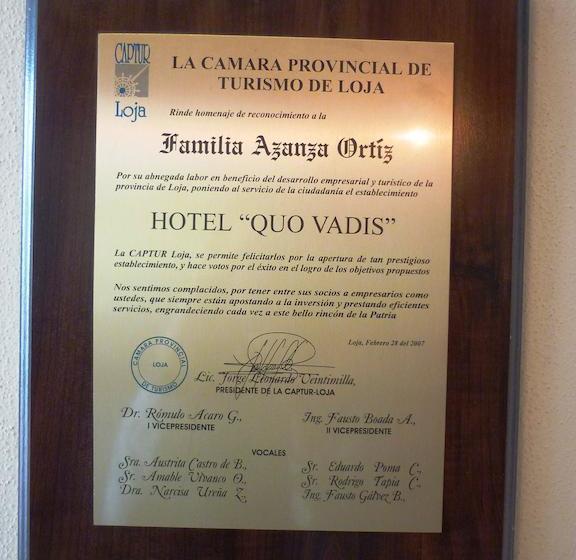 CAPTUR
Loja
LA CAMARA PROVINCIAL DE
TURISMO DE LOJA
Rinde homenaje de reconocimiento a la
Familia Azanza Ortíz
Por su abnegada labor en beneficio del desarrollo empresarial y turístico de la
provincia de Loja, poniendo al servicio de la ciudadanía el establecimiento
HOTEL “QUO VADIS”
La CAPTUR Loja, se permite felicitarlos por la apertura de tan prestigioso
establecimiento, y hace votos por el éxito en el logro de los objetivos propuestos
Nos sentimos complacidos, por tener entre sus socios a empresarios como
ustedes, que siempre están apostando a la inversión y prestando eficientes
servicios, engrandeciendo cada vez a este bello rincón de la Patria
Loja, Febrero 28 del 2007
CAMARA PROVINCIAL
LOJA
DE TURISMO
Lic. Jorge Leonardo Veintimilla,
PRESIDENTE DE LA CAPTUR-LOJA
Dr. Rómulo Acaro G.,
I VICEPRESIDENTE
Ing. Fausto Boada A.,
II VICEPRESIDENTE
VOCALES
Sra. Austrita Castro de B.,
Sr. Amable Vivanco O.,
Dra. Narcisa Ureña Z.
Sr. Eduardo Poma C.,
Sr. Rodrigo Tapia C.,
Ing. Fausto Gálvez B.,